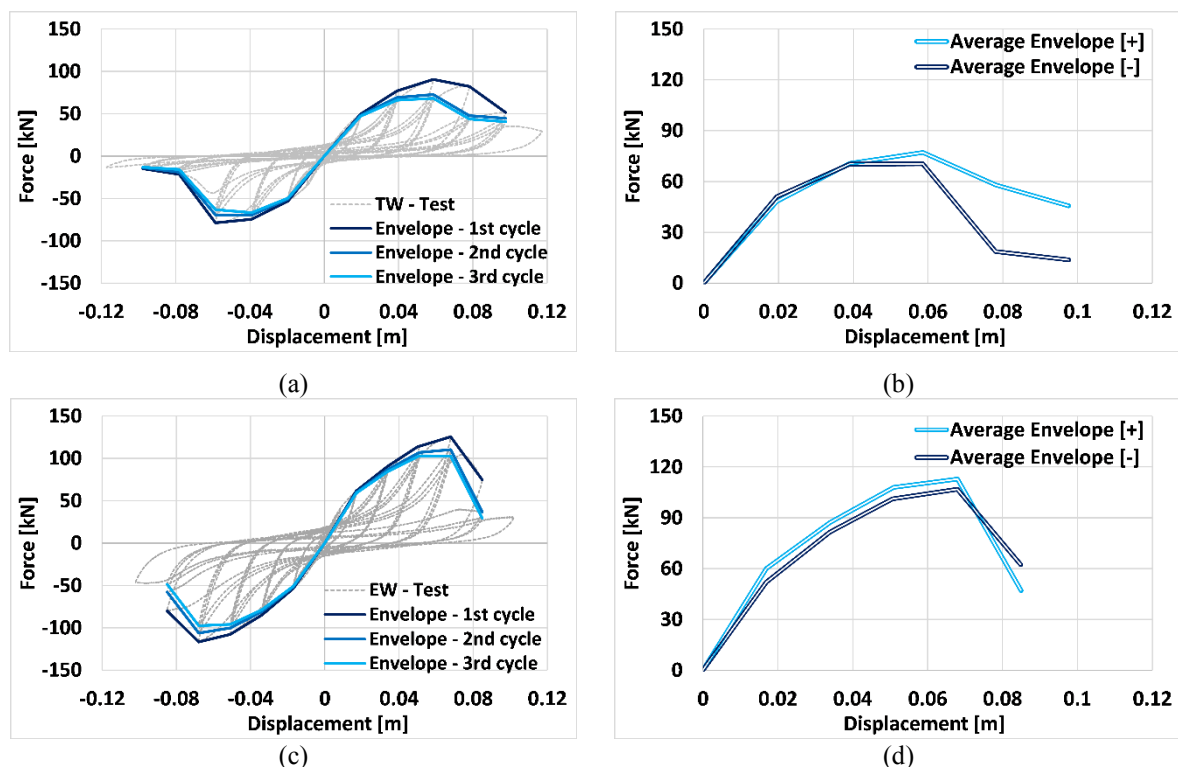 150
100
50
0
-50
-100
-150
Force [kN]
TW - Test
Envelope - 1st cycle
Envelope - 2nd cycle
Envelope - 3rd cycle
-0.12 -0.08 -0.04 0 0.04 0.08 0.12
Displacement [m]
(a)
150
120
90
60
30
0
Force [kN]
Average Envelope [+]
Average Envelope [-]
0 0.02 0.04 0.06 0.08 0.1 0.12
Displacement [m]
(b)
150
100
50
0
-50
-100
-150
Force [kN]
EW - Test
Envelope - 1st cycle
Envelope - 2nd cycle
Envelope - 3rd cycle
-0.12 -0.08 -0.04 0 0.04 0.08 0.12
Displacement [m]
(c)
150
120
90
60
30
0
Force [kN]
Average Envelope [+]
Average Envelope [-]
0 0.02 0.04 0.06 0.08 0.1 0.12
Displacement [m]
(d)